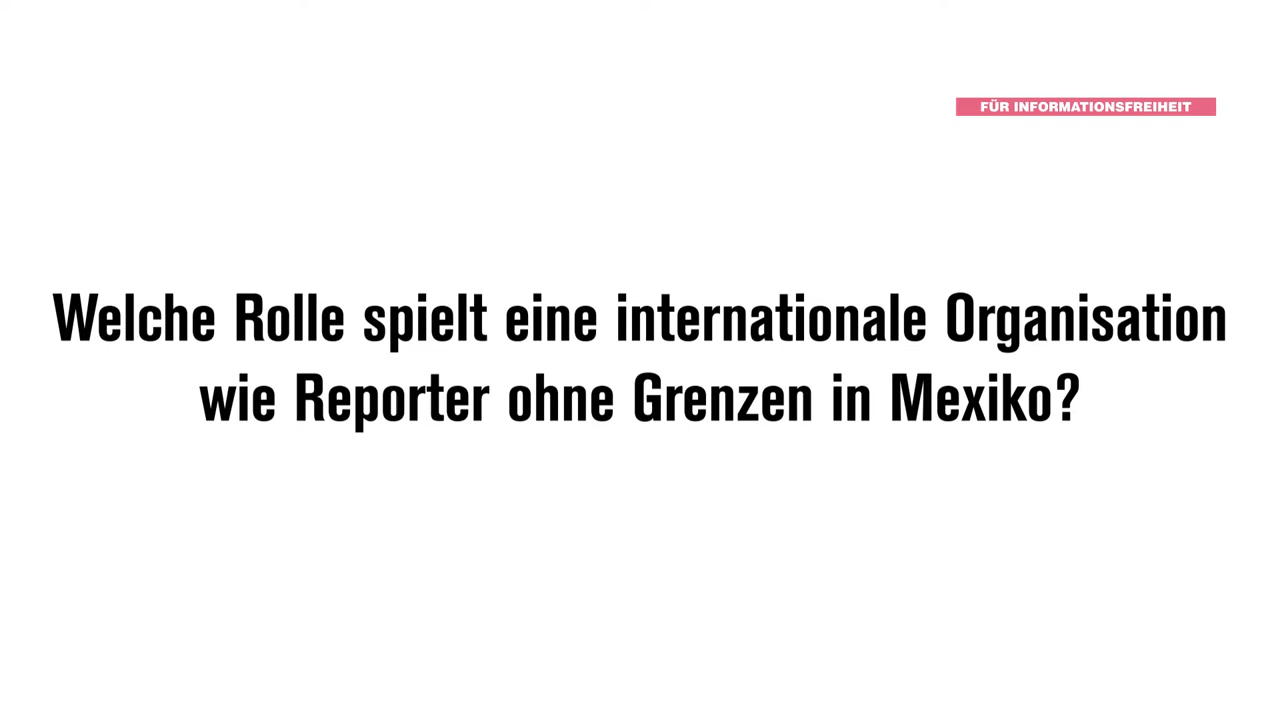 FÜR INFORMATIONSFREIHEIT
Welche Rolle spielt eine internationale Organisation
wie Reporter ohne Grenzen in Mexiko?